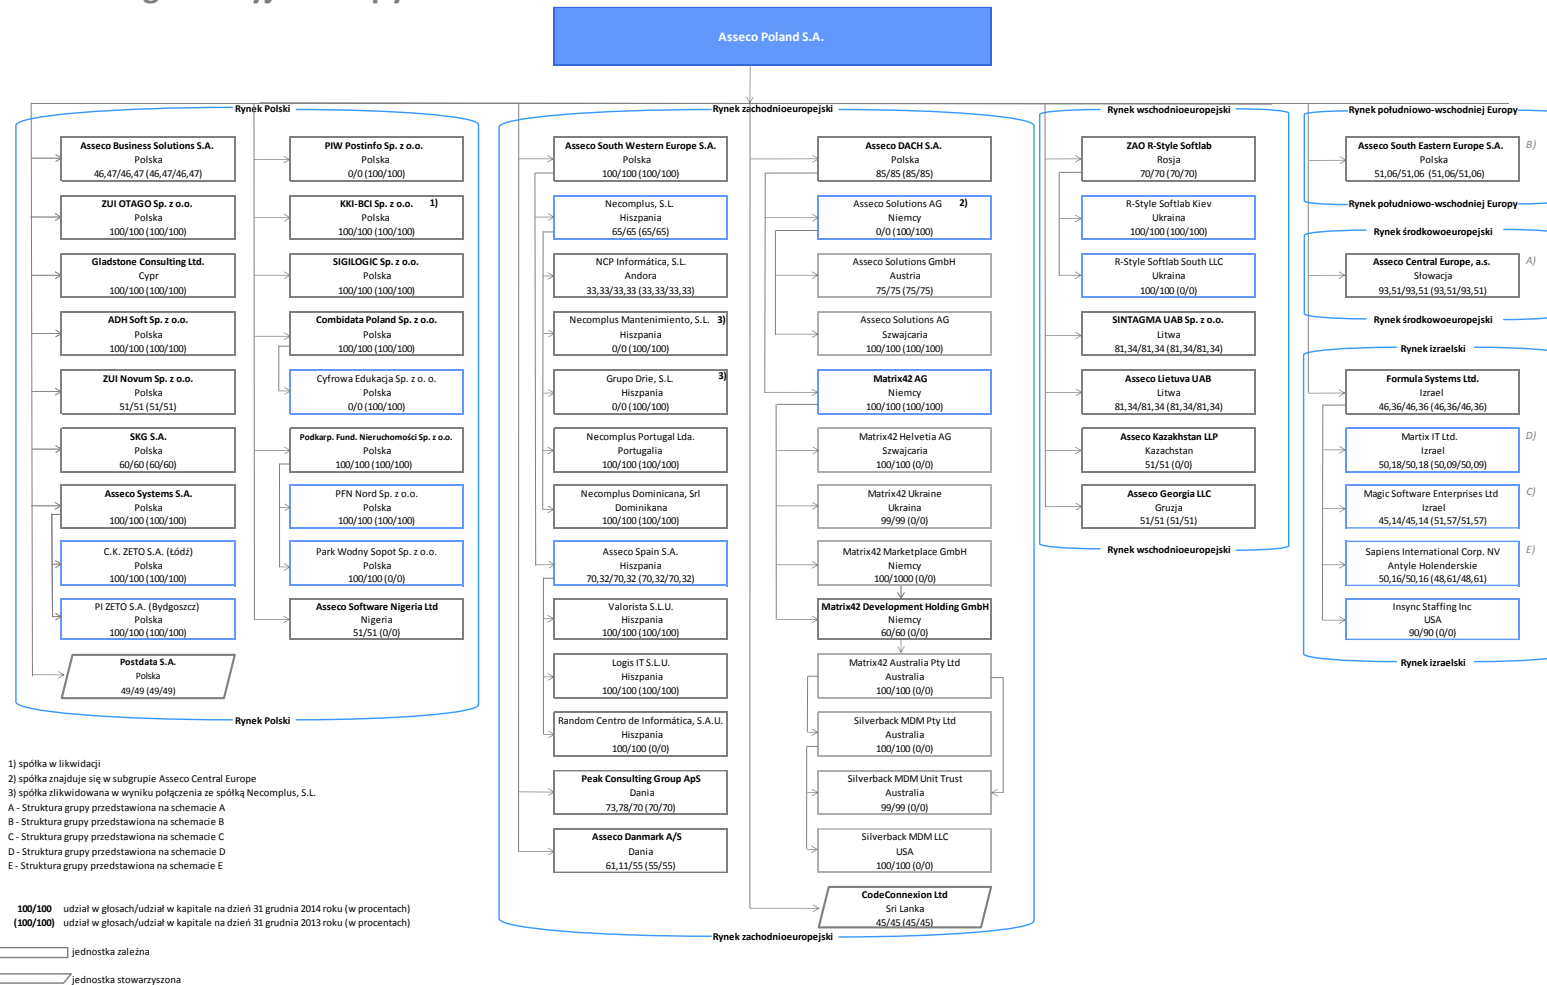 Asseco Poland S.A.
Rynek Polski
Asseco Business Solutions S.A.
Polska
46,47/46,47 (46,47/46,47)
ZUI OTAGO Sp. z o.o.
Polska
100/100 (100/100)
Gladstone Consulting Ltd.
Cypr
100/100 (100/100)
ADH Soft Sp. z o.o.
Polska
100/100 (100/100)
ZUI Novum Sp. z o.o.
Polska
51/51 (51/51)
SKG S.A.
Polska
60/60 (60/60)
Asseco Systems S.A.
Polska
100/100 (100/100)
C.K. ZETO S.A. (Łódź)
Polska
100/100 (100/100)
PI ZETO S.A. (Bydgoszcz)
Polska
100/100 (100/100)
Postdata S.A.
Polska
49/49 (49/49)
PIW Postinfo Sp. z o.o.
Polska
0/0 (100/100)
KKI-BCI Sp. z o.o. 1)
Polska
100/100 (100/100)
SIGILOGIC Sp. z o.o.
Polska
100/100 (100/100)
Combidata Poland Sp. z o.o.
Polska
100/100 (100/100)
Cyfrowa Edukacja Sp. z o. o.
Polska
0/0 (100/100)
Podkarp. Fund. Nieruchomości Sp. z o.o.
Polska
100/100 (100/100)
PFN Nord Sp. z o.o.
Polska
100/100 (100/100)
Park Wodny Sopot Sp. z o.o.
Polska
100/100 (0/0)
Asseco Software Nigeria Ltd
Nigeria
51/51 (0/0)
Rynek Polski
Rynek zachodnioeuropejski
Asseco South Western Europe S.A.
Polska
100/100 (100/100)
Necomplus, S.L.
Hiszpania
65/65 (65/65)
NCP Informática, S.L.
Andora
33,33/33,33 (33,33/33,33)
Necomplus Mantenimiento, S.L. 3)
Hiszpania
0/0 (100/100)
Grupo Drie, S.L. 3)
Hiszpania
0/0 (100/100)
Necomplus Portugal Lda.
Portugalia
100/100 (100/100)
Necomplus Dominicana, Srl
Dominikana
100/100 (100/100)
Asseco Spain S.A.
Hiszpania
70,32/70,32 (70,32/70,32)
Valorista S.L.U.
Hiszpania
100/100 (100/100)
Logis IT S.L.U.
Hiszpania
100/100 (100/100)
Random Centro de Informática, S.A.U.
Hiszpania
100/100 (0/0)
Peak Consulting Group ApS
Dania
73,78/70 (70/70)
Asseco Danmark A/S
Dania
61,11/55 (55/55)
Asseco DACH S.A.
Polska
85/85 (85/85)
Asseco Solutions AG 2)
Niemcy
0/0 (100/100)
Asseco Solutions GmbH
Austria
75/75 (75/75)
Asseco Solutions AG
Szwajcaria
100/100 (100/100)
Matrix42 AG
Niemcy
100/100 (100/100)
Matrix42 Helvetia AG
Szwajcaria
100/100 (0/0)
Matrix42 Ukraine
Ukraina
99/99 (0/0)
Matrix42 Marketplace GmbH
Niemcy
100/1000 (0/0)
Matrix42 Development Holding GmbH
Niemcy
60/60 (0/0)
Matrix42 Australia Pty Ltd
Australia
100/100 (0/0)
Silverback MDM Pty Ltd
Australia
100/100 (0/0)
Silverback MDM Unit Trust
Australia
99/99 (0/0)
Silverback MDM LLC
USA
100/100 (0/0)
CodeConnexion Ltd
Sri Lanka
45/45 (45/45)
Rynek zachodnioeuropejski
Rynek wschodnioeuropejski
ZAO R-Style Softlab
Rosja
70/70 (70/70)
R-Style Softlab Kiev
Ukraina
100/100 (100/100)
R-Style Softlab South LLC
Ukraina
100/100 (0/0)
SINTAGMA UAB Sp. z o.o.
Litwa
81,34/81,34 (81,34/81,34)
Asseco Lietuva UAB
Litwa
81,34/81,34 (81,34/81,34)
Asseco Kazakhstan LLP
Kazachstan
51/51 (0/0)
Asseco Georgia LLC
Gruzja
51/51 (51/51)
Rynek wschodnioeuropejski
Rynek południowo-wschodniej Europy
Asseco South Eastern Europe S.A. B)
Polska
51,06/51,06 (51,06/51,06)
Rynek południowo-wschodniej Europy
Rynek środkowoeuropejski
Asseco Central Europe, a.s. A)
Słowacja
93,51/93,51 (93,51/93,51)
Rynek środkowoeuropejski
Rynek izraelski
Formula Systems Ltd.
Izrael
46,36/46,36 (46,36/46,36)
Martix IT Ltd. D)
Izrael
50,18/50,18 (50,09/50,09)
Magic Software Enterprises Ltd C)
Izrael
45,14/45,14 (51,57/51,57)
Sapiens International Corp. NV E)
Antyle Holenderskie
50,16/50,16 (48,61/48,61)
Insync Staffing Inc
USA
90/90 (0/0)
Rynek izraelski
1) spółka w likwidacji
2) spółka znajduje się w subgrupie Asseco Central Europe
3) spółka zlikwidowana w wyniku połączenia ze spółką Necomplus, S.L.
A - Struktura grupy przedstawiona na schemacie A
B - Struktura grupy przedstawiona na schemacie B
C - Struktura grupy przedstawiona na schemacie C
D - Struktura grupy przedstawiona na schemacie D
E - Struktura grupy przedstawiona na schemacie E
100/100 udział w głosach/udział w kapitale na dzień 31 grudnia 2014 roku (w procentach)
(100/100) udział w głosach/udział w kapitale na dzień 31 grudnia 2013 roku (w procentach)
jednostka zależna
jednostka stowarzyszona